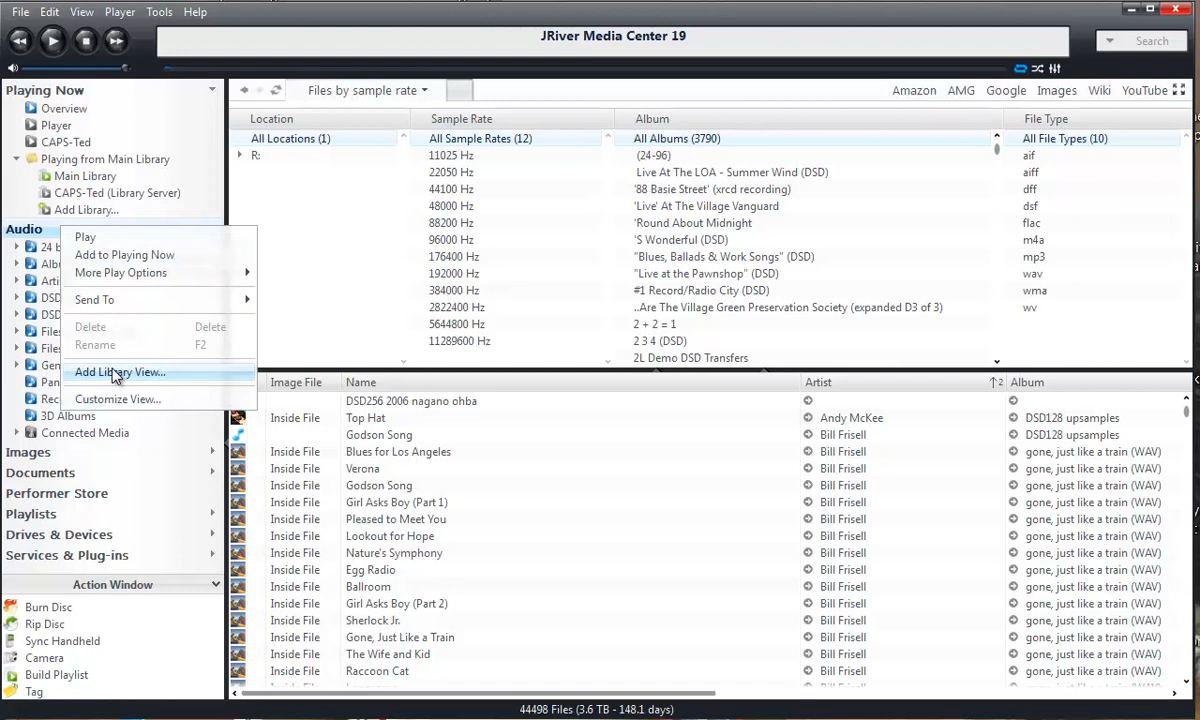 File Edit View Player Tools Help
JRiver Media Center 19
Search
Playing Now
Overview
Player
CAPS-Ted
Playing from Main Library
Main Library
CAPS-Ted (Library Server)
Add Library...
Audio
24 b
Albu
Arti
DSD
DSD
Files
Files
Gen
Pan
Rec
3D Albums
Connected Media
Images
Documents
Performer Store
Playlists
Drives & Devices
Services & Plug-ins
Action Window
Burn Disc
Rip Disc
Sync Handheld
Camera
Build Playlist
Tag
Play
Add to Playing Now
More Play Options
Send To
Delete Delete
Rename F2
Add Library View...
Customize View...
Files by sample rate
Amazon AMG Google Images Wiki YouTube
Location
All Locations (1)
R:
Sample Rate
All Sample Rates (12)
11025 Hz
22050 Hz
44100 Hz
48000 Hz
88200 Hz
96000 Hz
176400 Hz
192000 Hz
384000 Hz
2822400 Hz
5644800 Hz
11289600 Hz
Album
All Albums (3790)
(24-96)
Live At The LOA - Summer Wind (DSD)
'88 Basie Street' (xrcd recording)
'Live' At The Village Vanguard
'Round About Midnight
'S Wonderful (DSD)
"Blues, Ballads & Work Songs" (DSD)
"Live at the Pawnshop" (DSD)
#1 Record/Radio City (DSD)
..Are The Village Green Preservation Society (expanded D3 of 3)
2 + 2 = 1
2 3 4 (DSD)
2L Demo DSD Transfers
File Type
All File Types (10)
aif
aiff
dff
dsf
flac
m4a
mp3
wav
wma
wv
Image File Name Artist 2 Album
DSD256 2006 nagano ohba
Inside File Top Hat Andy McKee DSD128 upsamples
Godson Song Bill Frisell DSD128 upsamples
Inside File Blues for Los Angeles Bill Frisell gone, just like a train (WAV)
Inside File Verona Bill Frisell gone, just like a train (WAV)
Inside File Godson Song Bill Frisell gone, just like a train (WAV)
Inside File Girl Asks Boy (Part 1) Bill Frisell gone, just like a train (WAV)
Inside File Pleased to Meet You Bill Frisell gone, just like a train (WAV)
Inside File Lookout for Hope Bill Frisell gone, just like a train (WAV)
Inside File Nature's Symphony Bill Frisell gone, just like a train (WAV)
Inside File Egg Radio Bill Frisell gone, just like a train (WAV)
Inside File Ballroom Bill Frisell gone, just like a train (WAV)
Inside File Girl Asks Boy (Part 2) Bill Frisell gone, just like a train (WAV)
Inside File Sherlock Jr. Bill Frisell gone, just like a train (WAV)
Inside File Gone, Just Like a Train Bill Frisell gone, just like a train (WAV)
Inside File The Wife and Kid Bill Frisell gone, just like a train (WAV)
Inside File Raccoon Cat Bill Frisell gone, just like a train (WAV)
44498 Files (3.6 TB - 148.1 days)